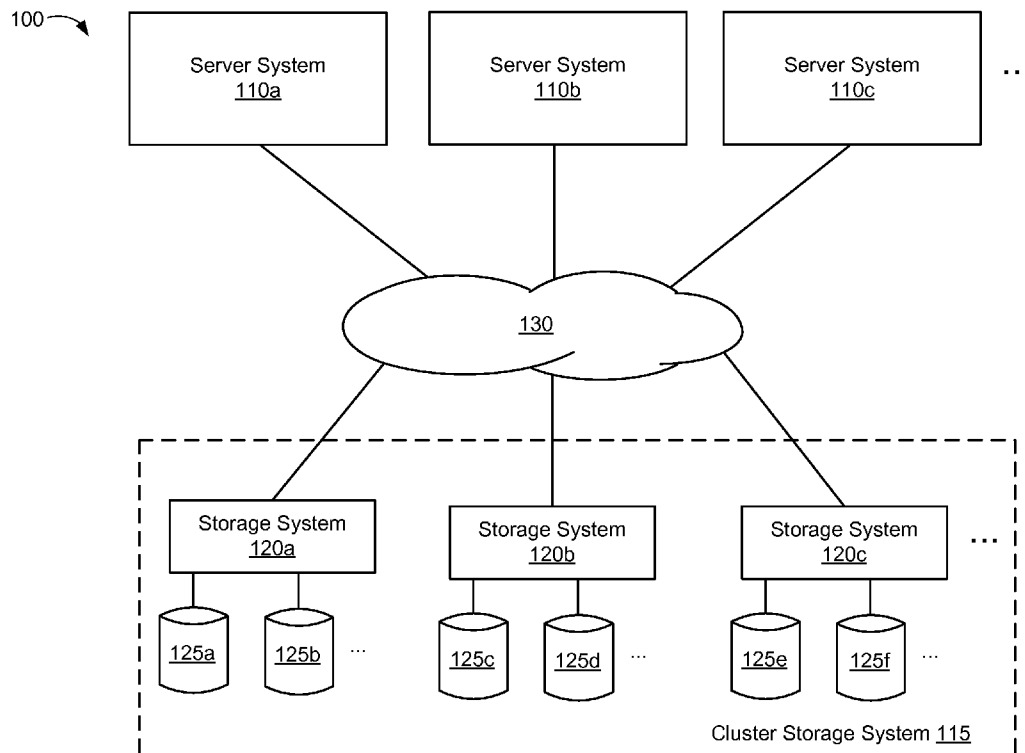 100
Server System
110a
Server System
110b
Server System
110c
..
130
Storage System
120a
Storage System
120b
Storage System
120c
...
125a
125b
...
125c
125d
...
125e
125f
...
Cluster Storage System 115